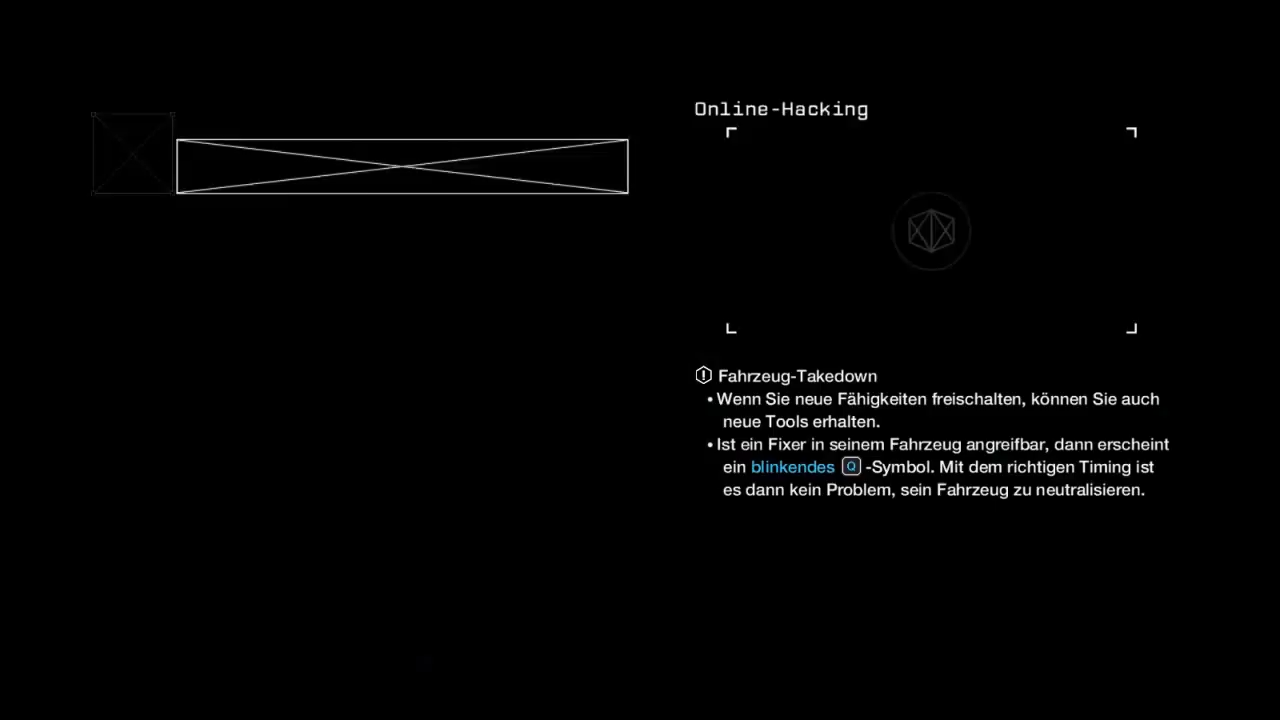 Online-Hacking
Fahrzeug-Takedown
• Wenn Sie neue Fähigkeiten freischalten, können Sie auch
neue Tools erhalten.
• Ist ein Fixer in seinem Fahrzeug angreifbar, dann erscheint
ein blinkendes Q -Symbol. Mit dem richtigen Timing ist
es dann kein Problem, sein Fahrzeug zu neutralisieren.